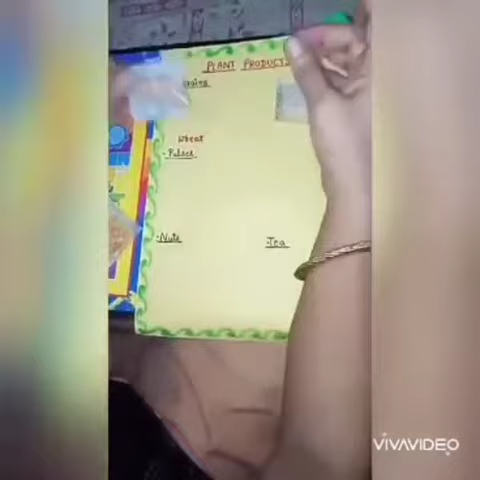 PLANT PRODUCTS
wheat
- Pulses
- Nuts
Tea
VIVAVIDEO